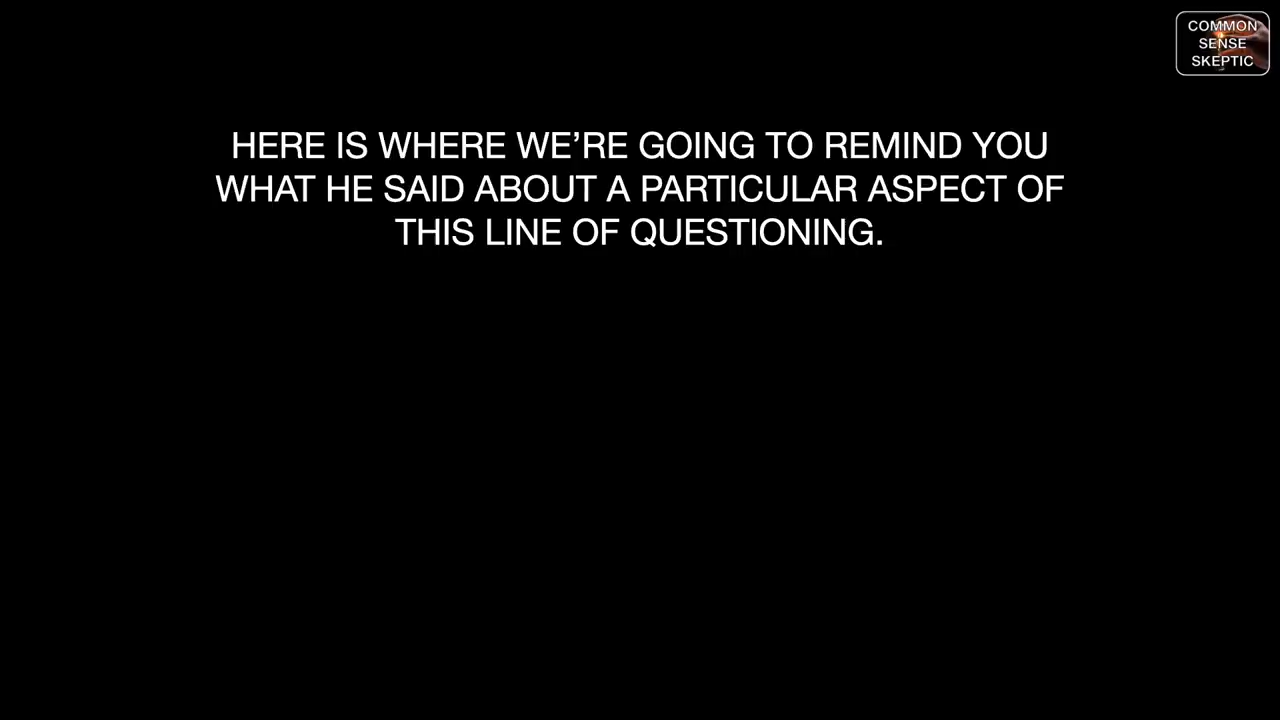 COMMON
SENSE
SKEPTIC
HERE IS WHERE WE’RE GOING TO REMIND YOU
WHAT HE SAID ABOUT A PARTICULAR ASPECT OF
THIS LINE OF QUESTIONING.